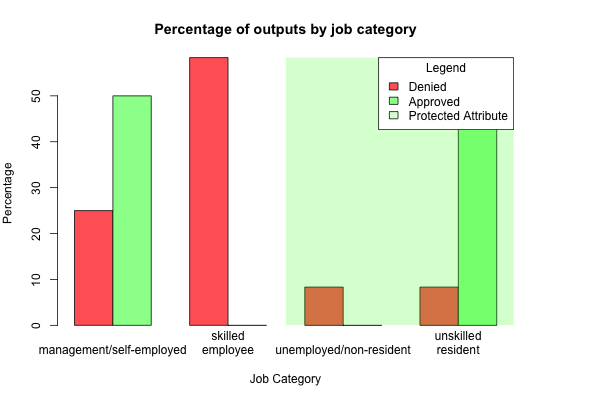 Percentage of outputs by job category
Legend
Denied
Approved
Protected Attribute
Percentage
50
40
30
20
10
0
management/self-employed
skilled
employee
unemployed/non-resident
unskilled
resident
Job Category